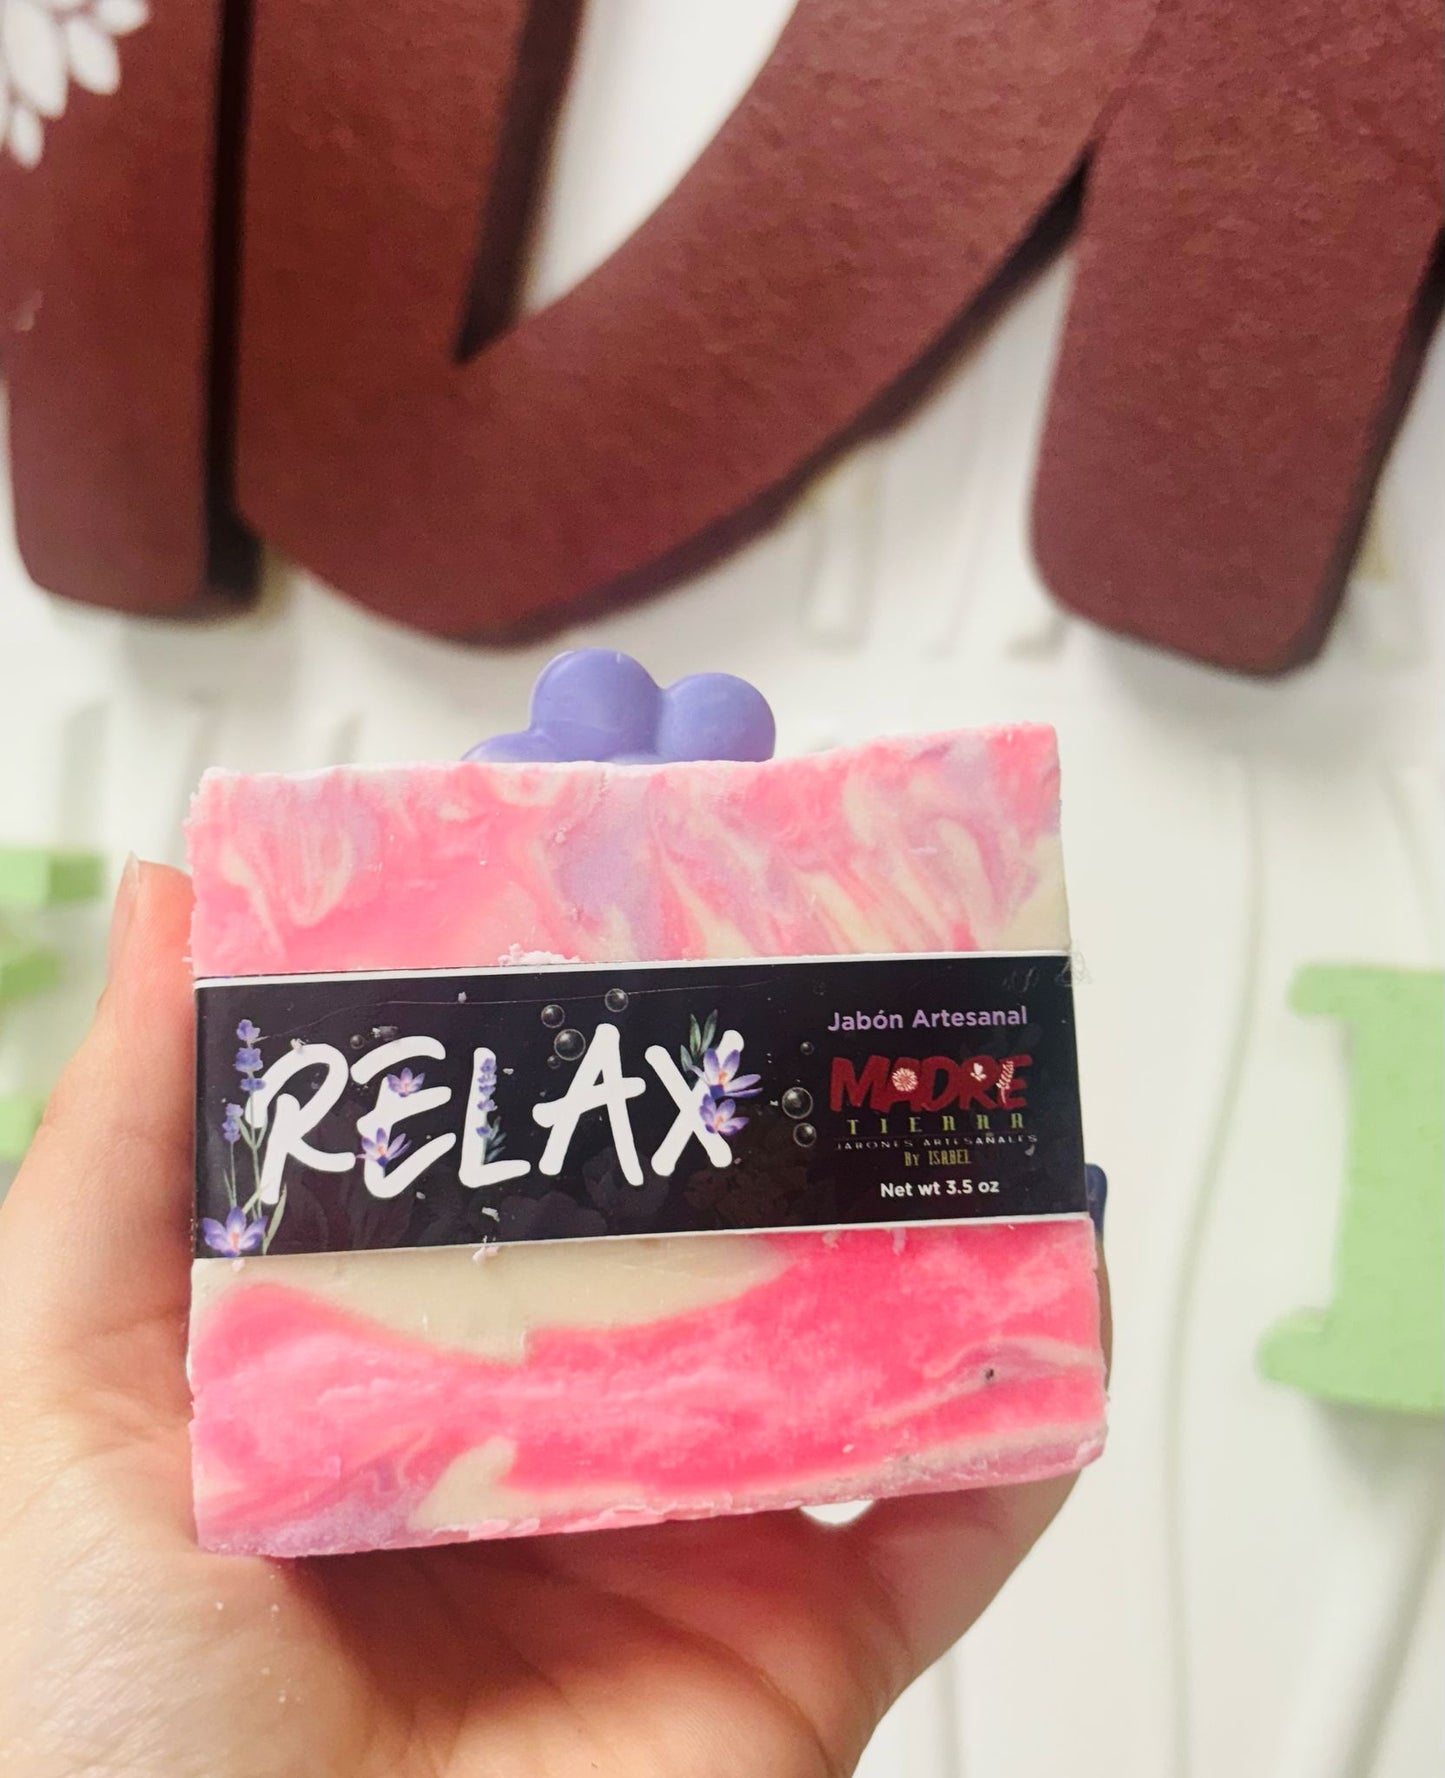 RELAX
Jabón Artesanal
MADRE
TIERRA
JABONES ARTESANALES
By ISABEL
Net wt 3.5 oz